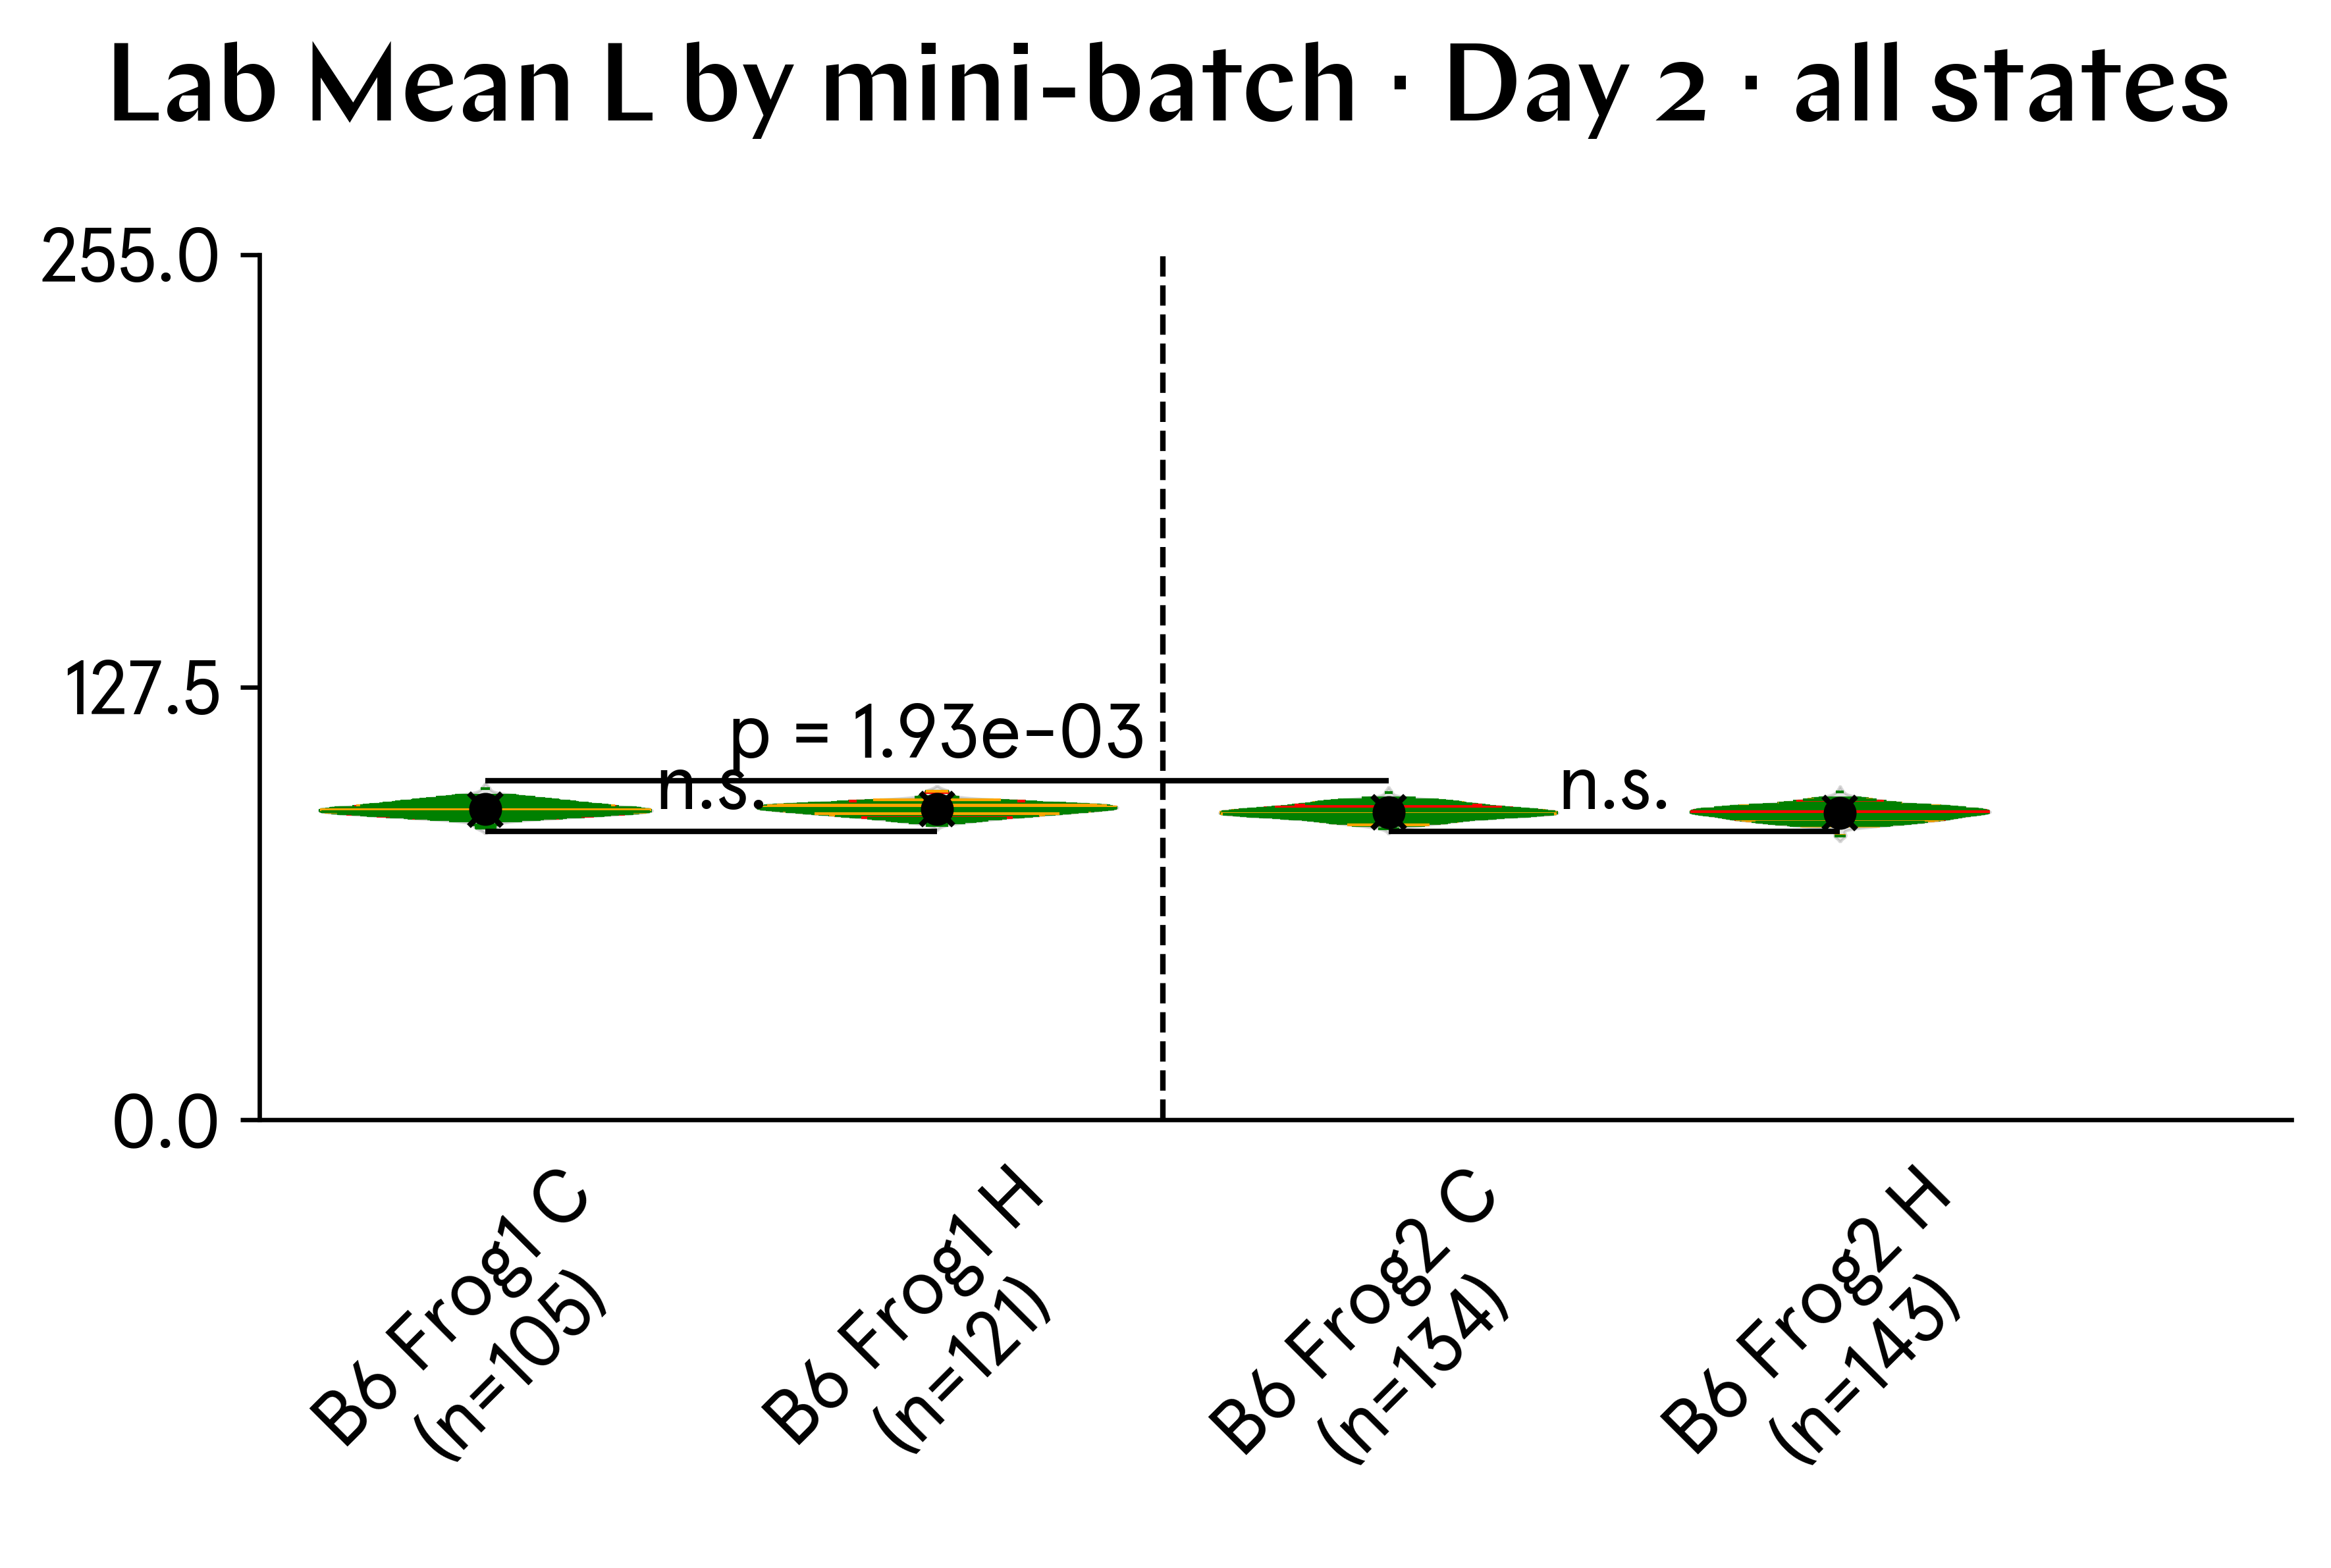 Lab Mean L by mini-batch · Day 2 · all states
255.0
127.5
0.0
p = 1.93e-03
n.s.
n.s.
B6 Frog1 C
(n=105)
B6 Frog1 H
(n=121)
B6 Frog2 C
(n=134)
B6 Frog2 H
(n=143)